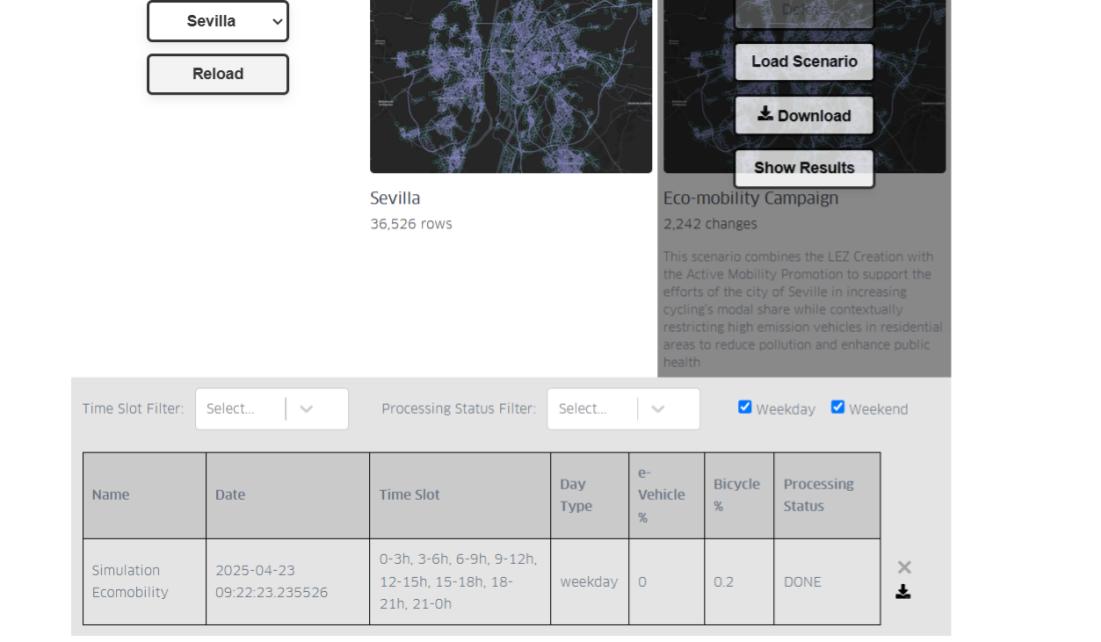 Sevilla
Reload
Delete
Load Scenario
Download
Show Results
Sevilla
36,526 rows
Eco-mobility Campaign
2,242 changes
This scenario combines the LEZ Creation with
the Active Mobility Promotion to support the
efforts of the city of Seville in increasing
cycling's modal share while contextually
restricting high emission vehicles in residential
areas to reduce pollution and enhance public
health
Time Slot Filter: Select...
Processing Status Filter: Select...
Weekday Weekend
Name
Date
Time Slot
Day
Type
e-
Vehicle
%
Bicycle
%
Processing
Status
Simulation
Ecomobility
2025-04-23
09:22:23.235526
0-3h, 3-6h, 6-9h, 9-12h,
12-15h, 15-18h, 18-
21h, 21-0h
weekday
0
0.2
DONE